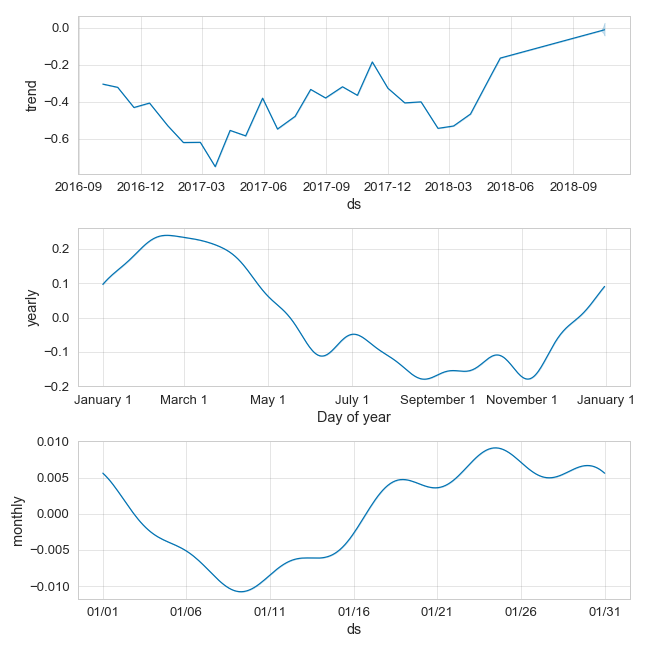 0.0
−0.2
−0.4
−0.6
trend
2016-09 2016-12 2017-03 2017-06 2017-09 2017-12 2018-03 2018-06 2018-09
ds
0.2
0.1
0.0
−0.1
−0.2
yearly
January 1 March 1 May 1 July 1 September 1 November 1 January 1
Day of year
0.010
0.005
0.000
−0.005
−0.010
monthly
01/01 01/06 01/11 01/16 01/21 01/26 01/31
ds